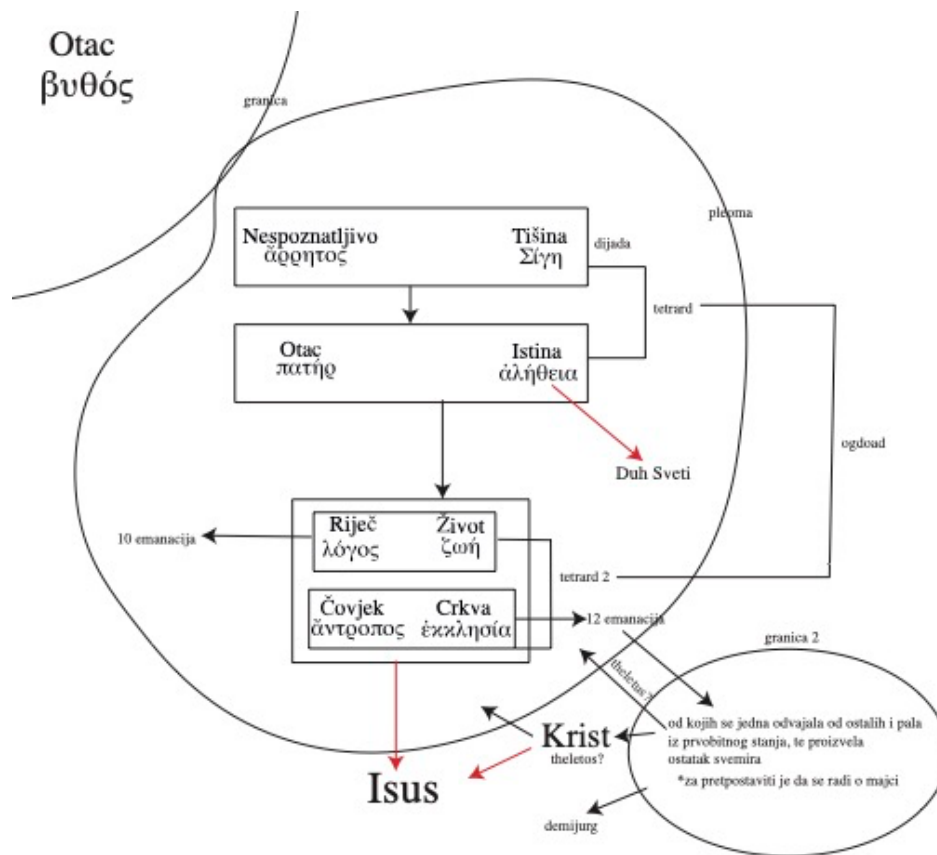 Otac
βυθός
granica
pleoma
Nespoznatljivo
ἄρρητος
Tišina
Σίγη
dijada
tetrard
Otac
πατήρ
Istina
ἀλήθεια
ogdoad
Duh Sveti
10 emanacija
Riječ
λόγος
Život
ζωή
tetrard 2
Čovjek
ἄντροπος
Crkva
ἐκκλησία
12 emanacija
granica 2
theletus?
od kojih se jedna odvajala od ostalih i pala
iz prvobitnog stanja, te proizvela
ostatak svemira
*za pretpostaviti je da se radi o majci
Krist
theletos?
Isus
demijurg